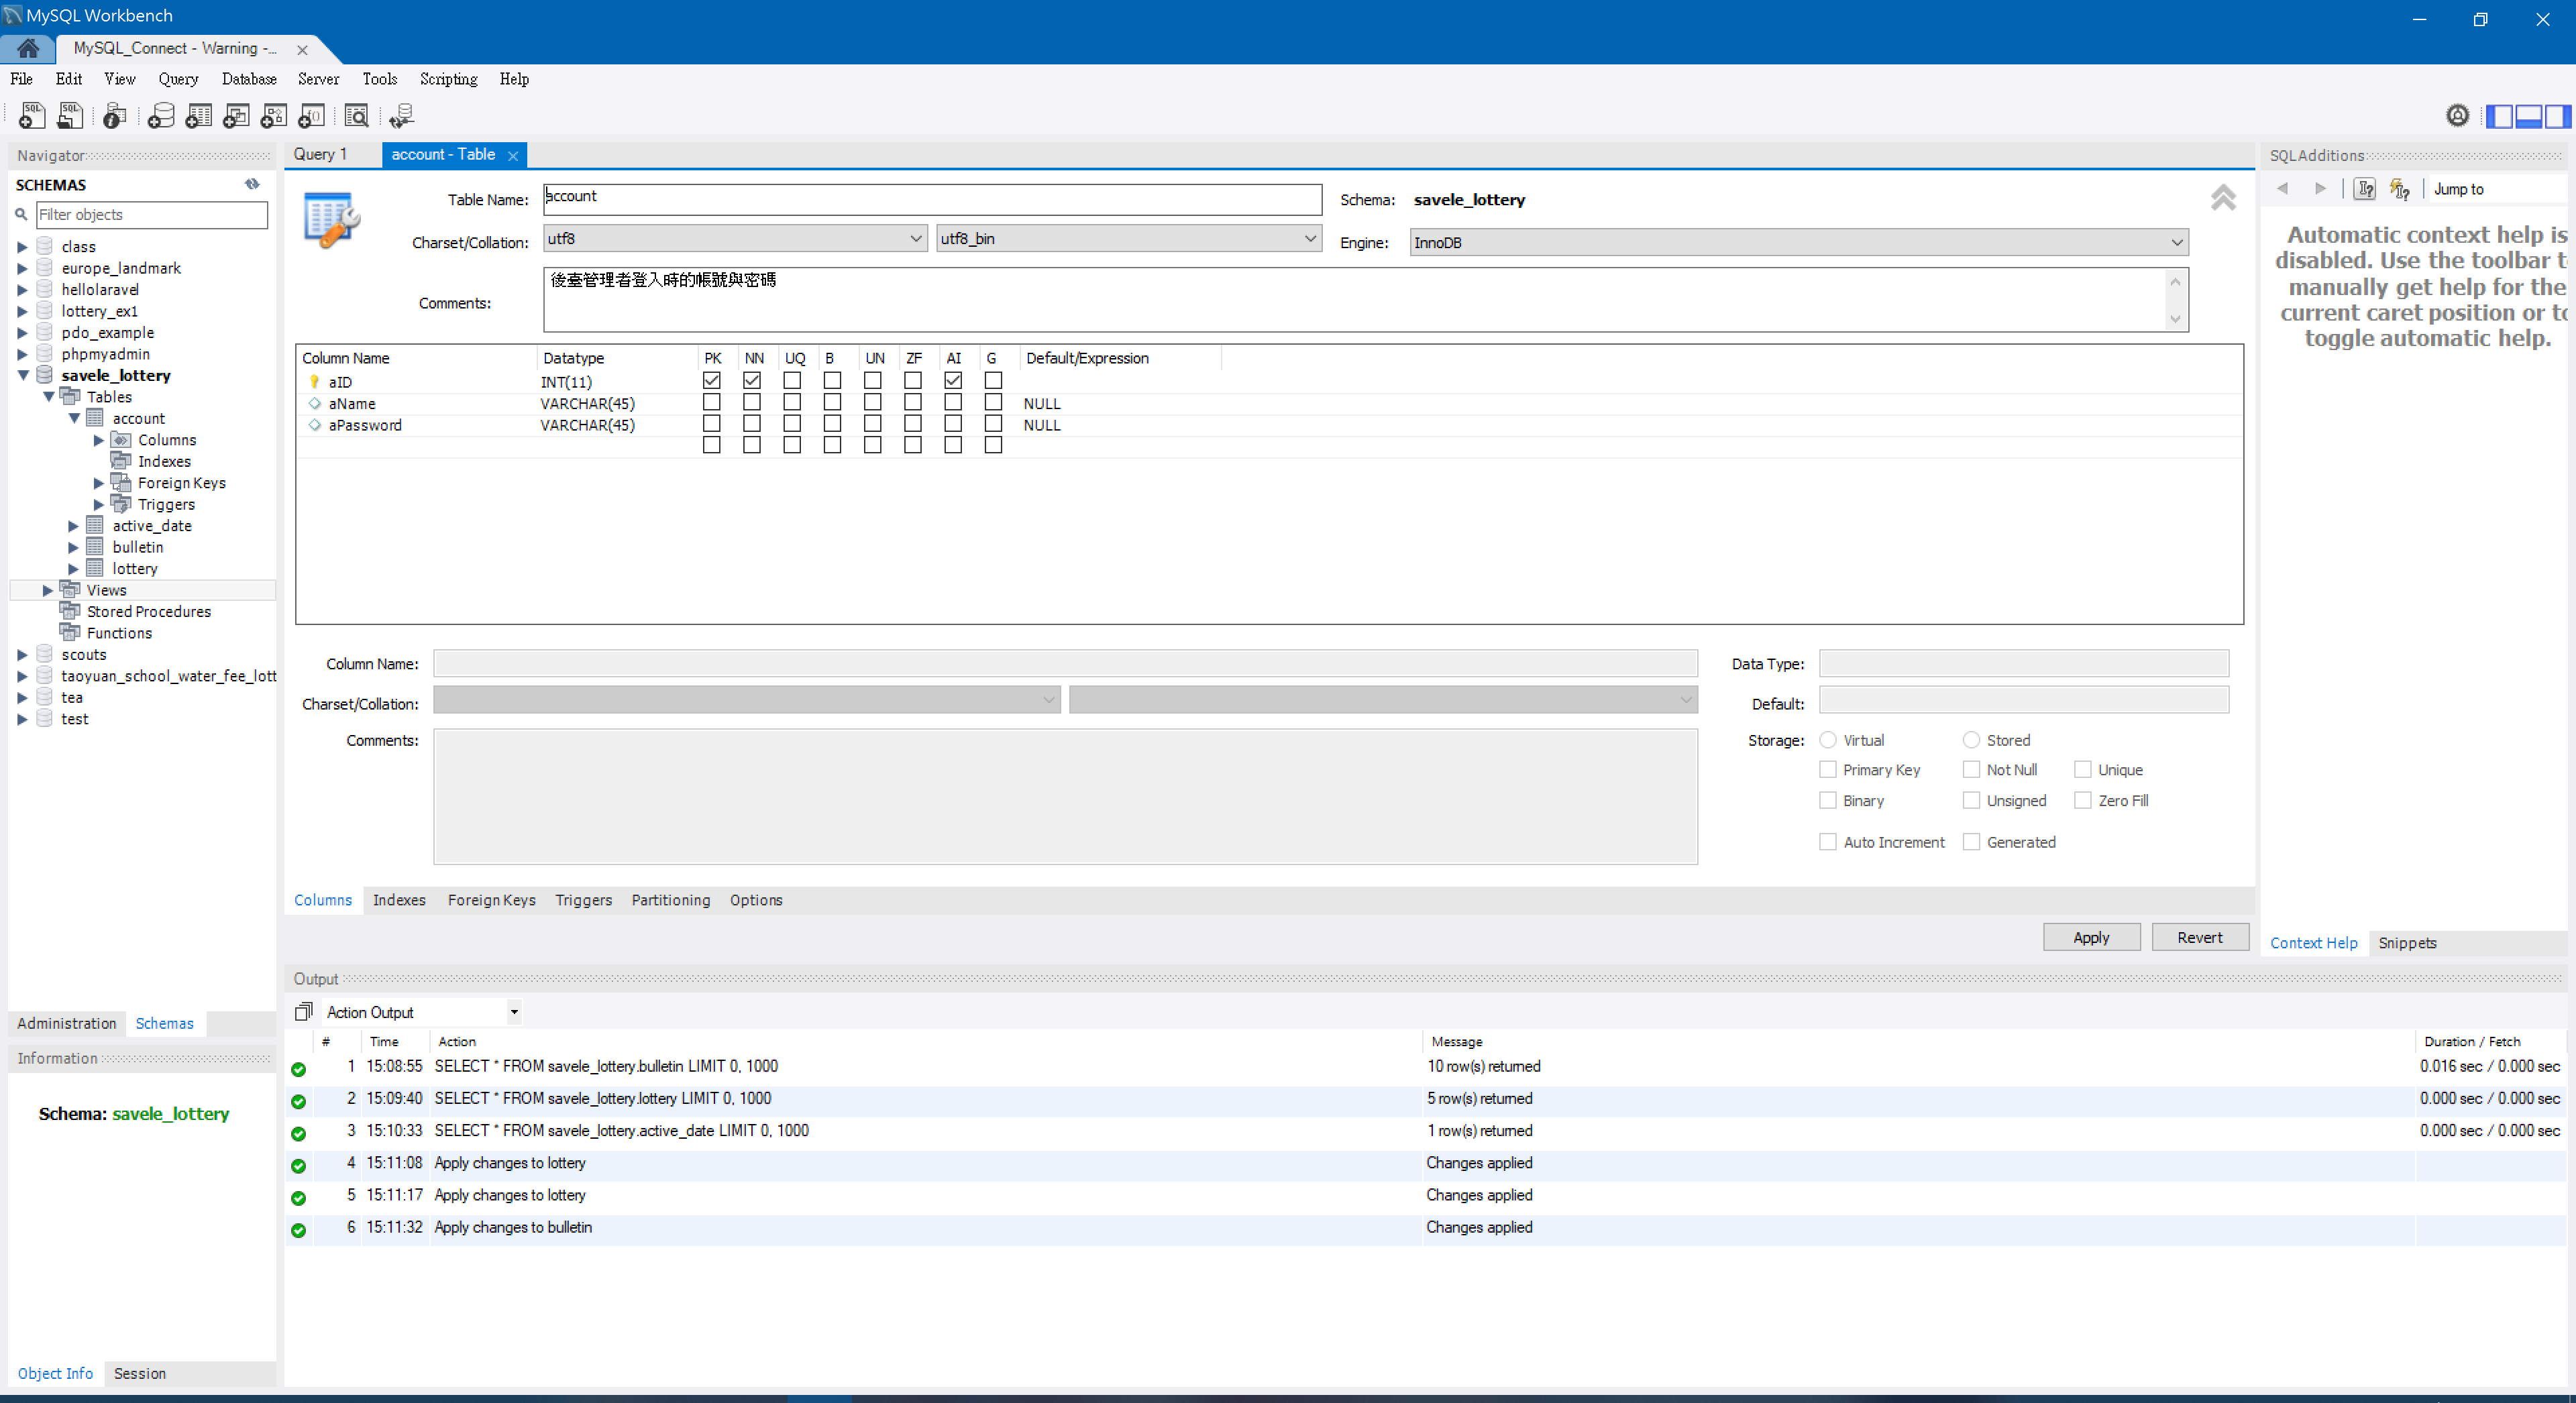 MySQL Workbench
MySQL_Connect - Warning -...
File Edit View Query Database Server Tools Scripting Help
Navigator
SCHEMAS
Filter objects
class
europe_landmark
hellolaravel
lottery_ex1
pdo_example
phpmyadmin
savele_lottery
Tables
account
Columns
Indexes
Foreign Keys
Triggers
active_date
bulletin
lottery
Views
Stored Procedures
Functions
scouts
taoyuan_school_water_fee_lott
tea
test
Administration Schemas
Information
Schema: savele_lottery
Object Info Session
Query 1 account - Table
Table Name: account Schema: savele_lottery
Charset/Collation: utf8 utf8_bin Engine: InnoDB
Comments: 後臺管理者登入時的帳號與密碼
Column Name Datatype PK NN UQ B UN ZF AI G Default/Expression
aID INT(11)
aName VARCHAR(45) NULL
aPassword VARCHAR(45) NULL
Column Name: Data Type:
Charset/Collation: Default:
Comments: Storage: Virtual Stored
Primary Key Not Null Unique
Binary Unsigned Zero Fill
Auto Increment Generated
Columns Indexes Foreign Keys Triggers Partitioning Options
Apply Revert
Output
Action Output
# Time Action Message Duration / Fetch
1 15:08:55 SELECT * FROM savele_lottery.bulletin LIMIT 0, 1000 10 row(s) returned 0.016 sec / 0.000 sec
2 15:09:40 SELECT * FROM savele_lottery.lottery LIMIT 0, 1000 5 row(s) returned 0.000 sec / 0.000 sec
3 15:10:33 SELECT * FROM savele_lottery.active_date LIMIT 0, 1000 1 row(s) returned 0.000 sec / 0.000 sec
4 15:11:08 Apply changes to lottery Changes applied
5 15:11:17 Apply changes to lottery Changes applied
6 15:11:32 Apply changes to bulletin Changes applied
SQL Additions
Jump to
Automatic context help is
disabled. Use the toolbar t
manually get help for the
current caret position or to
toggle automatic help.
Context Help Snippets